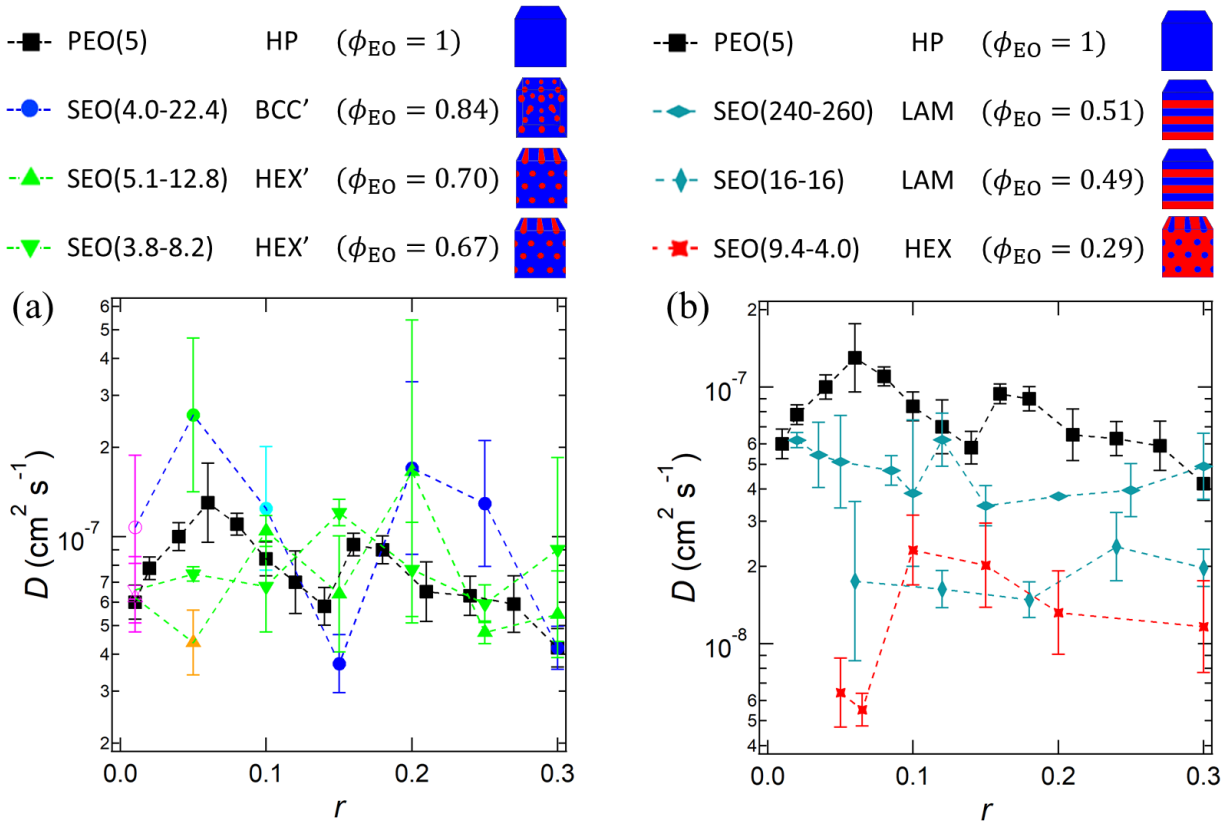 PEO(5) HP (ϕEO = 1)
SEO(4.0-22.4) BCC’ (ϕEO = 0.84)
SEO(5.1-12.8) HEX’ (ϕEO = 0.70)
SEO(3.8-8.2) HEX’ (ϕEO = 0.67)
PEO(5) HP (ϕEO = 1)
SEO(240-260) LAM (ϕEO = 0.51)
SEO(16-16) LAM (ϕEO = 0.49)
SEO(9.4-4.0) HEX (ϕEO = 0.29)
(a)
6
5
4
3
2
10⁻⁷
7
6
5
4
3
2
D (cm² s⁻¹)
0.0 0.1 0.2 0.3
r
(b)
2
10⁻⁷
6
5
4
3
2
10⁻⁸
6
5
4
D (cm² s⁻¹)
0.0 0.1 0.2 0.3
r